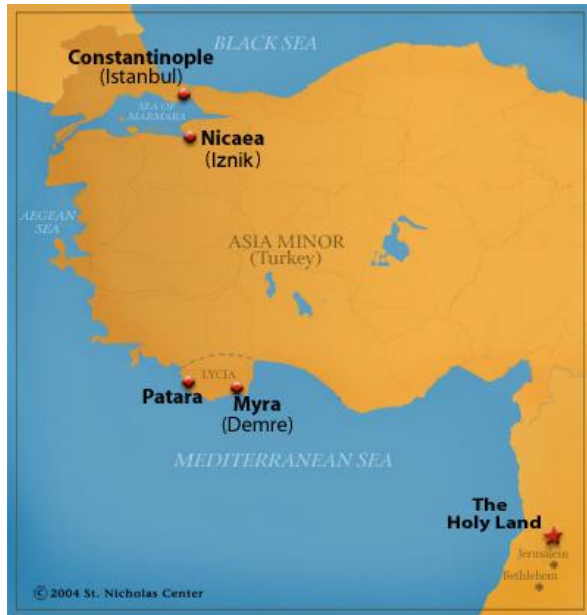 BLACK SEA
Constantinople
(Istanbul)
SEA OF
MARMARA
Nicaea
(Iznik)
AEGEAN
SEA
ASIA MINOR
(Turkey)
LYCIA
Patara
Myra
(Demre)
MEDITERRANEAN SEA
The
Holy Land
Jerusalem
Bethlehem
© 2004 St. Nicholas Center